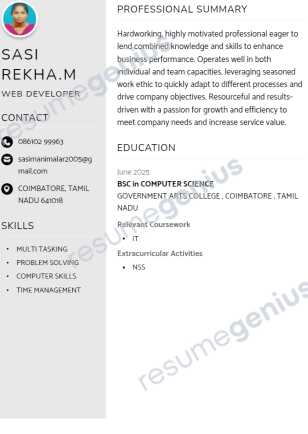 SASI
REKHA.M
WEB DEVELOPER
CONTACT
086102 99963
sasimanimalar2005@g
mail.com
COIMBATORE, TAMIL
NADU 641018
SKILLS
• MULTI TASKING
• PROBLEM SOLVING
• COMPUTER SKILLS
• TIME MANAGEMENT
PROFESSIONAL SUMMARY
Hardworking, highly motivated professional eager to
lend combined knowledge and skills to enhance
business performance. Operates well in both
individual and team capacities, leveraging seasoned
work ethic to quickly adapt to different processes and
drive company objectives. Resourceful and results-
driven with a passion for growth and efficiency to
meet company needs and increase service value.
EDUCATION
June 2025
BSC in COMPUTER SCIENCE
GOVERNMENT ARTS COLLEGE , COIMBATORE , TAMIL
NADU
Relevant Coursework
• IT
Extracurricular Activities
• NSS
resumegenius
resumegenius
resumegenius